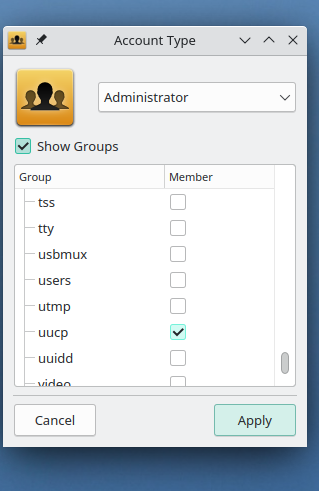 Account Type
Administrator
Show Groups
Group Member
tss
tty
usbmux
users
utmp
uucp
uuidd
video
Cancel Apply